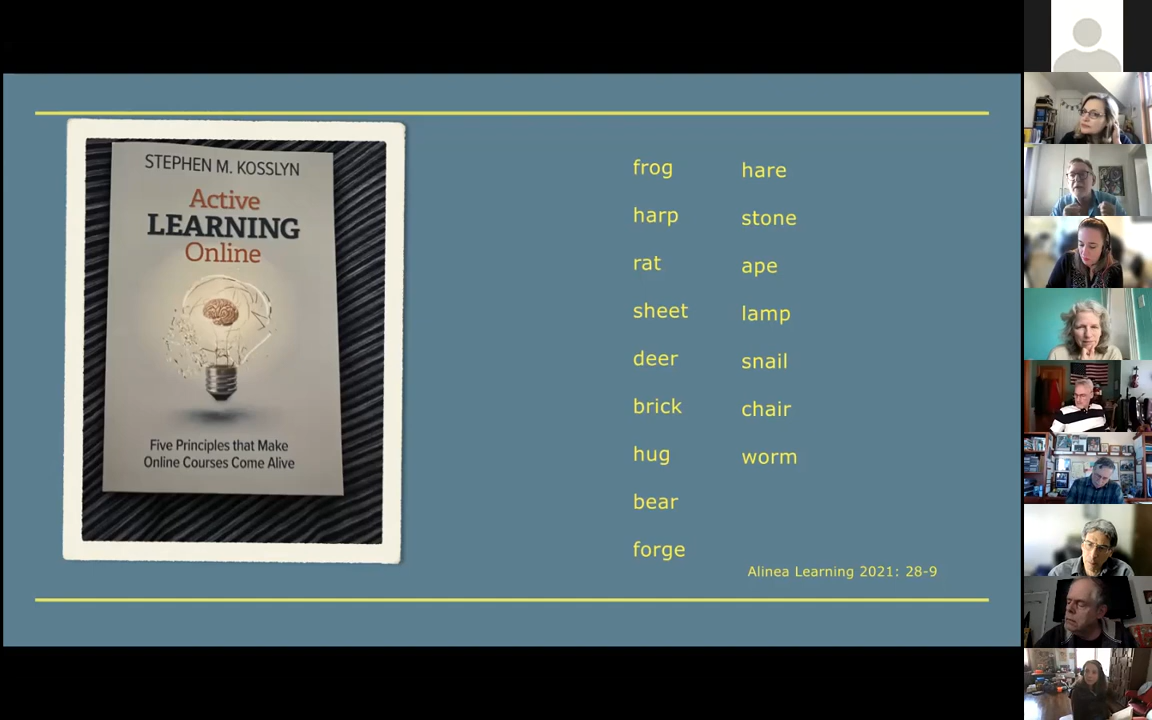 STEPHEN M. KOSSLYN
Active
LEARNING
Online
Five Principles that Make
Online Courses Come Alive
frog
harp
rat
sheet
deer
brick
hug
bear
forge
hare
stone
ape
lamp
snail
chair
worm
Alinea Learning 2021: 28-9